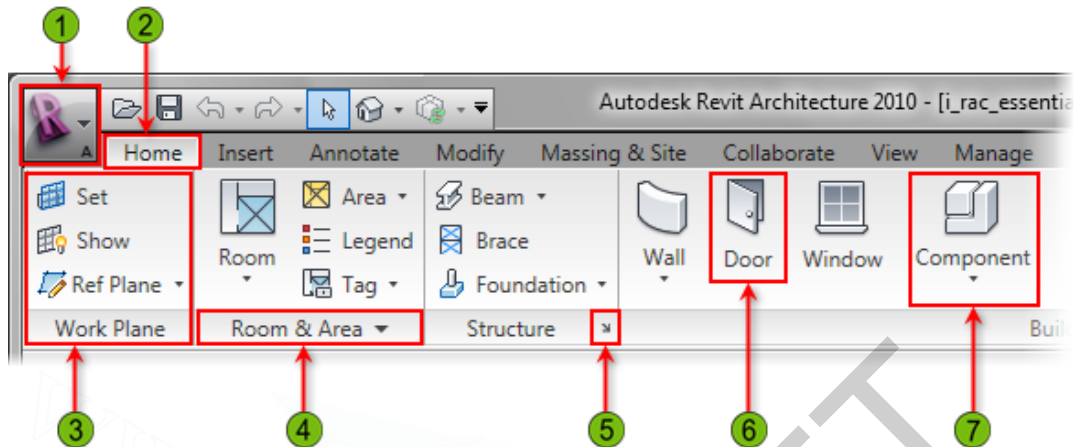 1 2
Autodesk Revit Architecture 2010 - [i_rac_essentia
A Home Insert Annotate Modify Massing & Site Collaborate View Manage
Set Area Beam
Show Legend Brace
Room Wall Door Window Component
Ref Plane Tag Foundation
Work Plane Room & Area Structure Buil
3 4 5 6 7